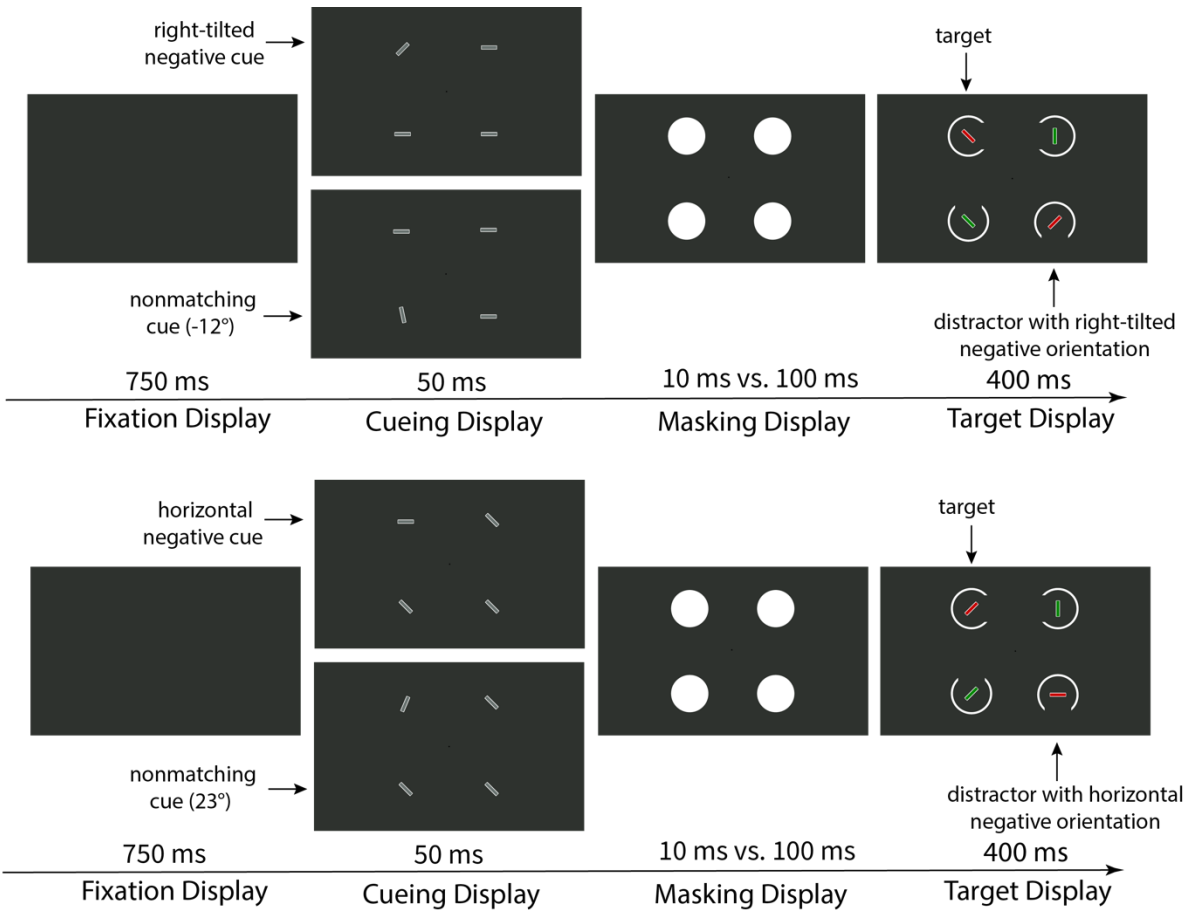 right-tilted
negative cue
target
nonmatching
cue (-12°)
distractor with right-tilted
negative orientation
750 ms
50 ms
10 ms vs. 100 ms
400 ms
Fixation Display
Cueing Display
Masking Display
Target Display
horizontal
negative cue
target
nonmatching
cue (23°)
distractor with horizontal
negative orientation
750 ms
50 ms
10 ms vs. 100 ms
400 ms
Fixation Display
Cueing Display
Masking Display
Target Display